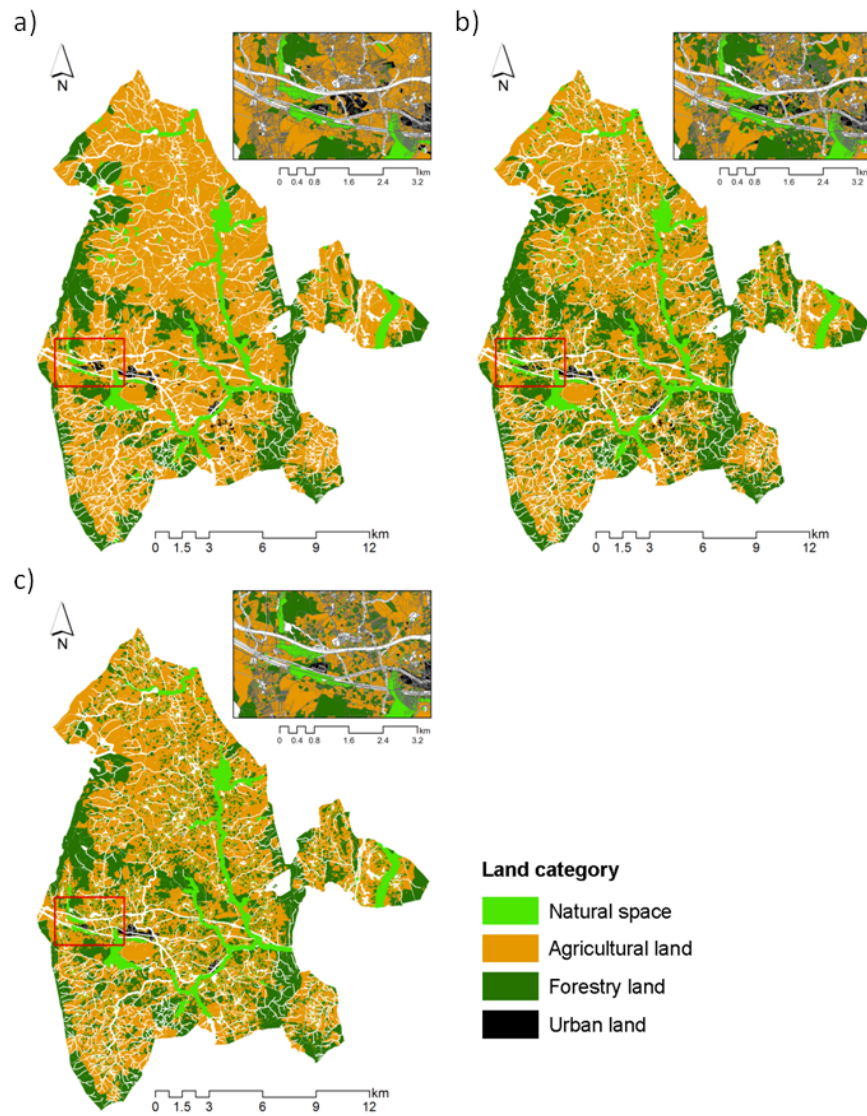 a)
N
0 0.4 0.8 1.6 2.4 3.2 km
0 1.5 3 6 9 12 km
b)
N
0 0.4 0.8 1.6 2.4 3.2 km
0 1.5 3 6 9 12 km
c)
N
0 0.4 0.8 1.6 2.4 3.2 km
0 1.5 3 6 9 12 km
Land category
Natural space
Agricultural land
Forestry land
Urban land